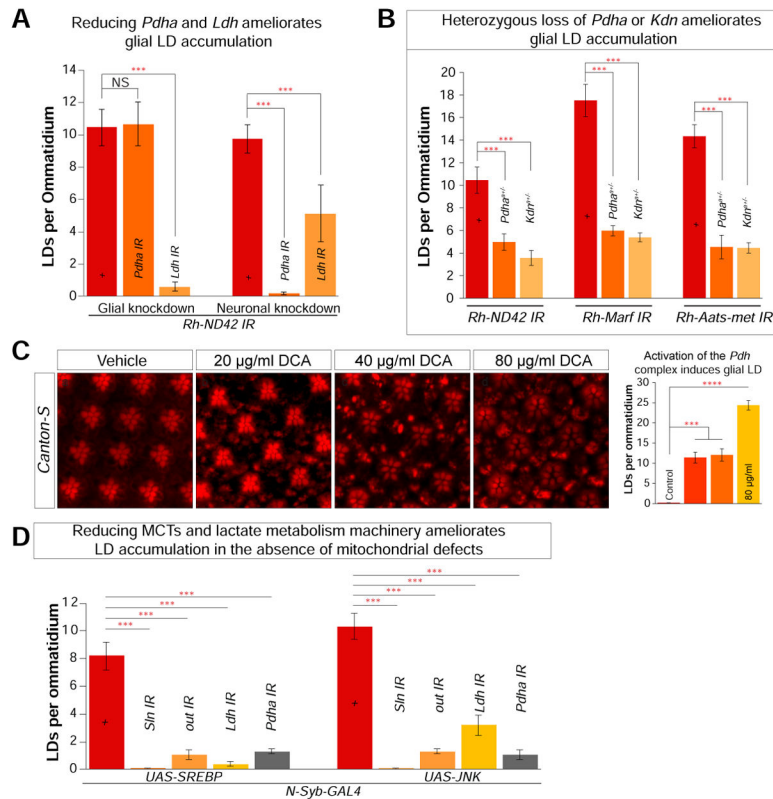 A
Reducing Pdha and Ldh ameliorates
glial LD accumulation
LDs per Ommatidium
14
12
10
8
6
4
2
0
NS
***
***
***
+
Pdha IR
Ldh IR
+
Pdha IR
Ldh IR
Glial knockdown
Neuronal knockdown
Rh-ND42 IR
B
Heterozygous loss of Pdha or Kdn ameliorates
glial LD accumulation
LDs per Ommatidium
20
18
16
14
12
10
8
6
4
2
0
***
***
***
***
***
***
+
Pdha+/-
Kdn+/-
+
Pdha+/-
Kdn+/-
+
Pdha+/-
Kdn+/-
Rh-ND42 IR
Rh-Marf IR
Rh-Aats-met IR
C
Vehicle
20 µg/ml DCA
40 µg/ml DCA
80 µg/ml DCA
Canton-S
Activation of the Pdh
complex induces glial LD
LDs per ommatidium
30
25
20
15
10
5
0
****
***
Control
80 µg/ml
D
Reducing MCTs and lactate metabolism machinery ameliorates
LD accumulation in the absence of mitochondrial defects
LDs per ommatidium
12
10
8
6
4
2
0
***
***
***
***
***
***
***
***
+
Sln IR
out IR
Ldh IR
Pdha IR
+
Sln IR
out IR
Ldh IR
Pdha IR
UAS-SREBP
UAS-JNK
N-Syb-GAL4